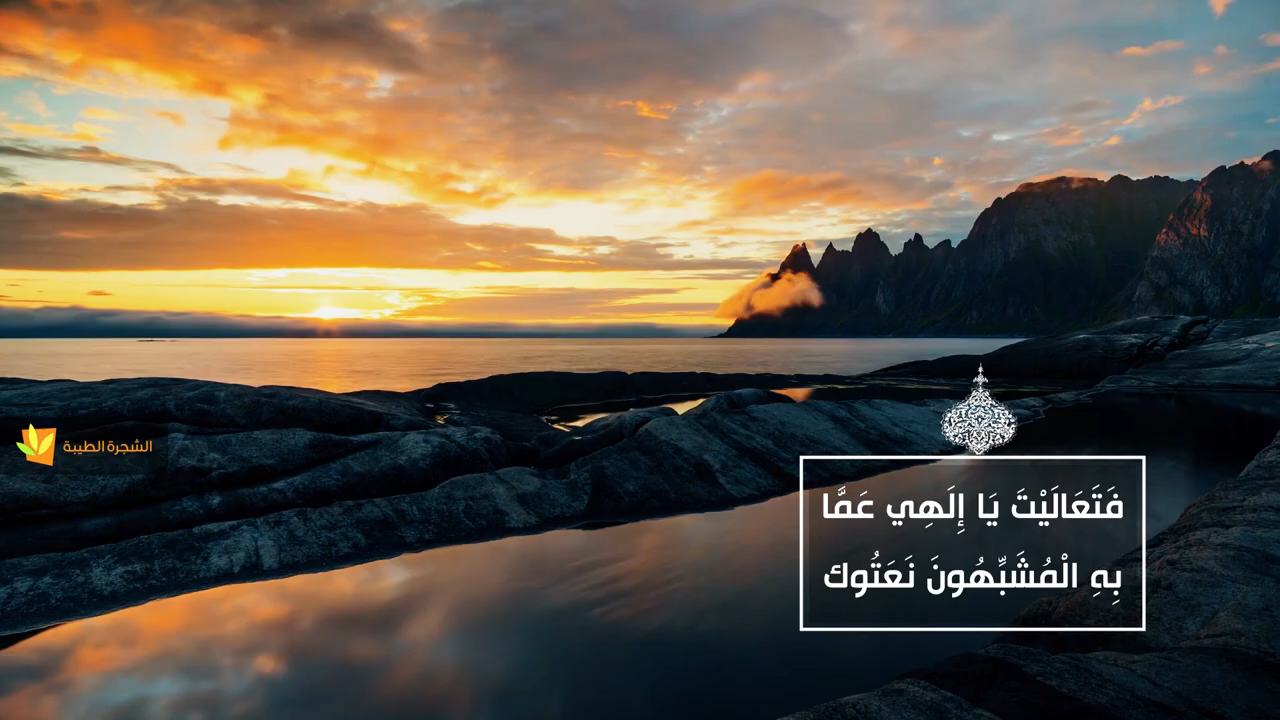 الشجرة الطيبة
فَتَعَالَيْتَ يَا إِلَهِي عَمَّا
بِهِ الْمُشَبِّهُونَ نَعَتُوك